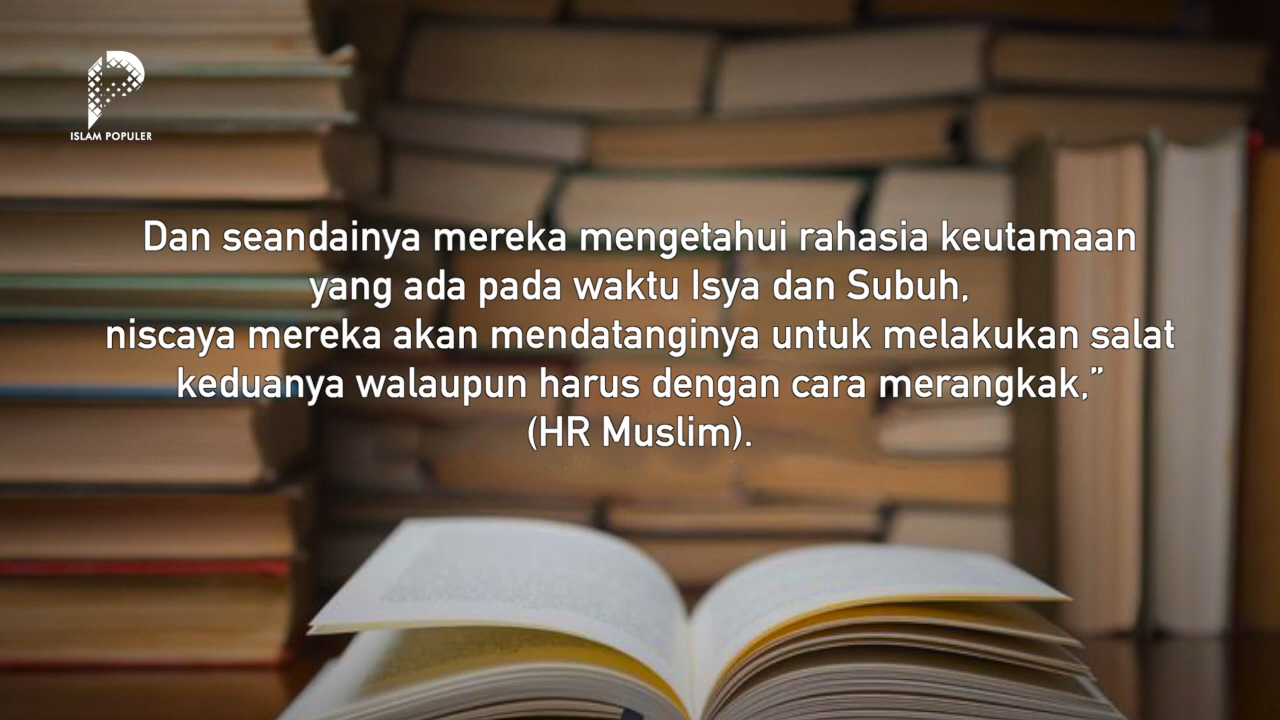 ISLAM POPULER
Dan seandainya mereka mengetahui rahasia keutamaan
yang ada pada waktu Isya dan Subuh,
niscaya mereka akan mendatanginya untuk melakukan salat
keduanya walaupun harus dengan cara merangkak,”
(HR Muslim).